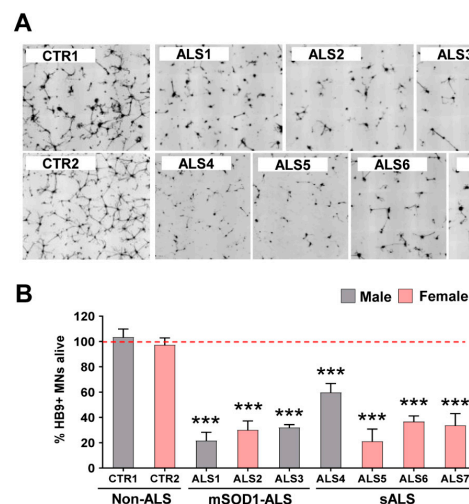 A
CTR1 ALS1 ALS2 ALS3
CTR2 ALS4 ALS5 ALS6
B
Male Female
% HB9+ MNs alive
120
100
80
60
40
20
0
*** *** *** *** *** *** ***
CTR1 CTR2 ALS1 ALS2 ALS3 ALS4 ALS5 ALS6 ALS7
Non-ALS mSOD1-ALS sALS